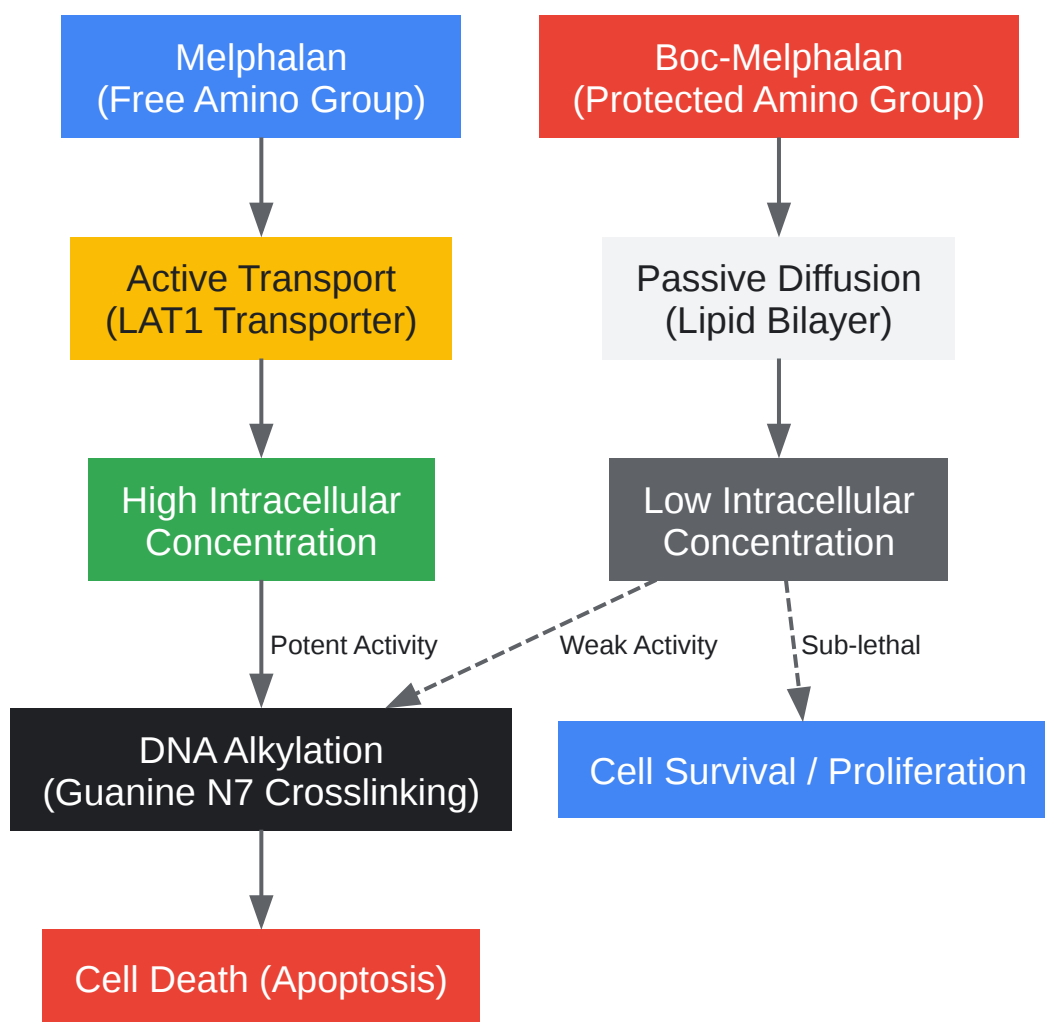 Melphalan
(Free Amino Group)
Boc-Melphalan
(Protected Amino Group)
Active Transport
(LAT1 Transporter)
Passive Diffusion
(Lipid Bilayer)
High Intracellular
Concentration
Low Intracellular
Concentration
Potent Activity
Weak Activity
Sub-lethal
DNA Alkylation
(Guanine N7 Crosslinking)
Cell Survival / Proliferation
Cell Death (Apoptosis)